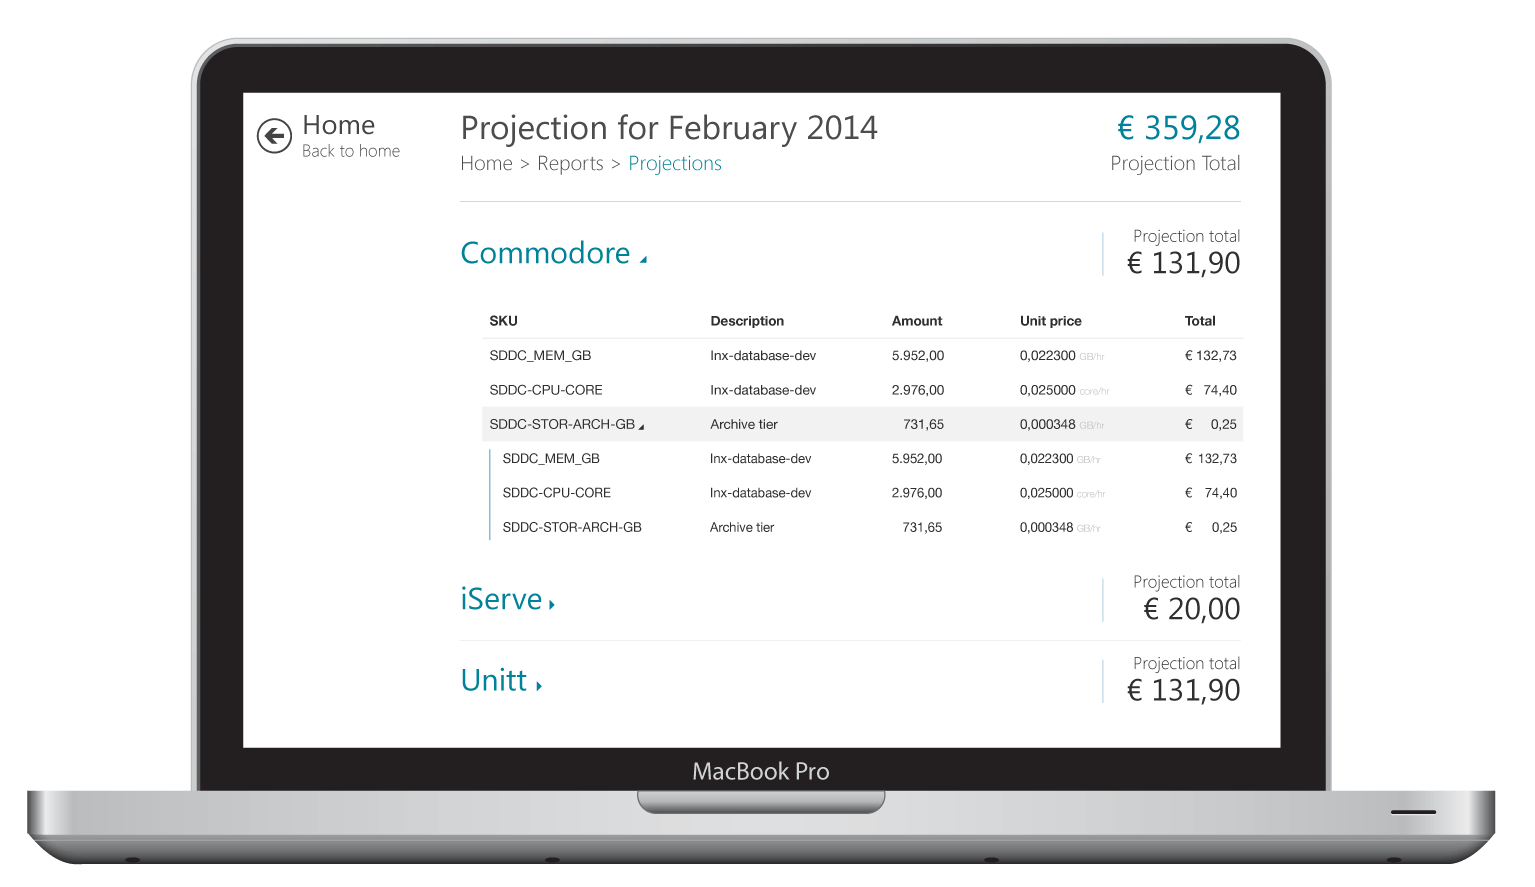 Home
Back to home
Projection for February 2014
Home > Reports > Projections
€ 359,28
Projection Total
Commodore
Projection total
€ 131,90
SKU Description Amount Unit price Total
SDDC_MEM_GB lnx-database-dev 5.952,00 0,022300 GB/hr € 132,73
SDDC-CPU-CORE lnx-database-dev 2.976,00 0,025000 core/hr € 74,40
SDDC-STOR-ARCH-GB Archive tier 731,65 0,000348 GB/hr € 0,25
SDDC_MEM_GB lnx-database-dev 5.952,00 0,022300 GB/hr € 132,73
SDDC-CPU-CORE lnx-database-dev 2.976,00 0,025000 core/hr € 74,40
SDDC-STOR-ARCH-GB Archive tier 731,65 0,000348 GB/hr € 0,25
iServe
Projection total
€ 20,00
Unitt
Projection total
€ 131,90
MacBook Pro